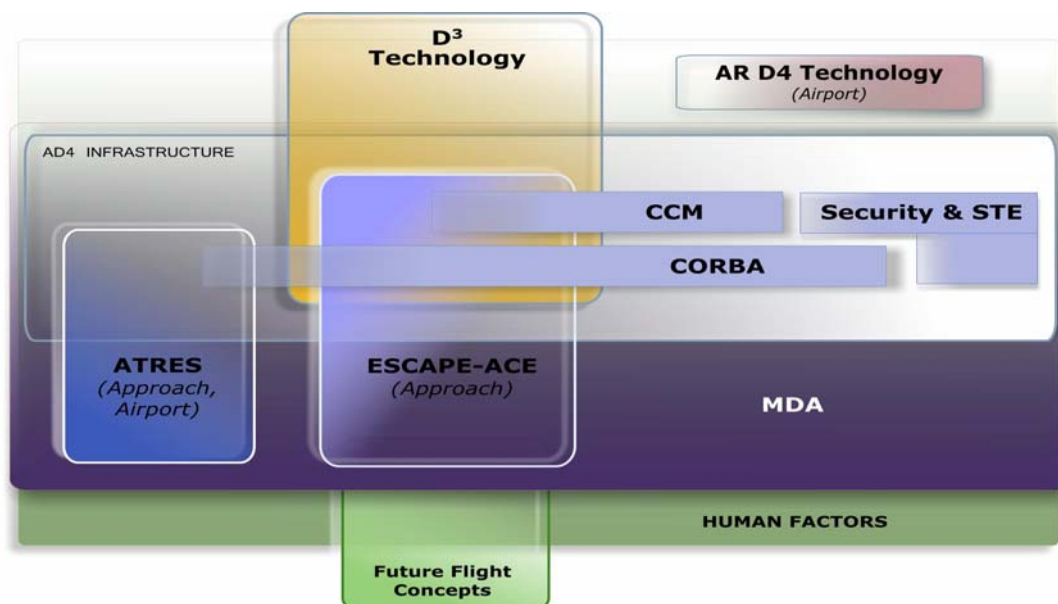 D³
Technology
AR D4 Technology
(Airport)
AD4 INFRASTRUCTURE
CCM
Security & STE
CORBA
ATRES
(Approach,
Airport)
ESCAPE-ACE
(Approach)
MDA
HUMAN FACTORS
Future Flight
Concepts